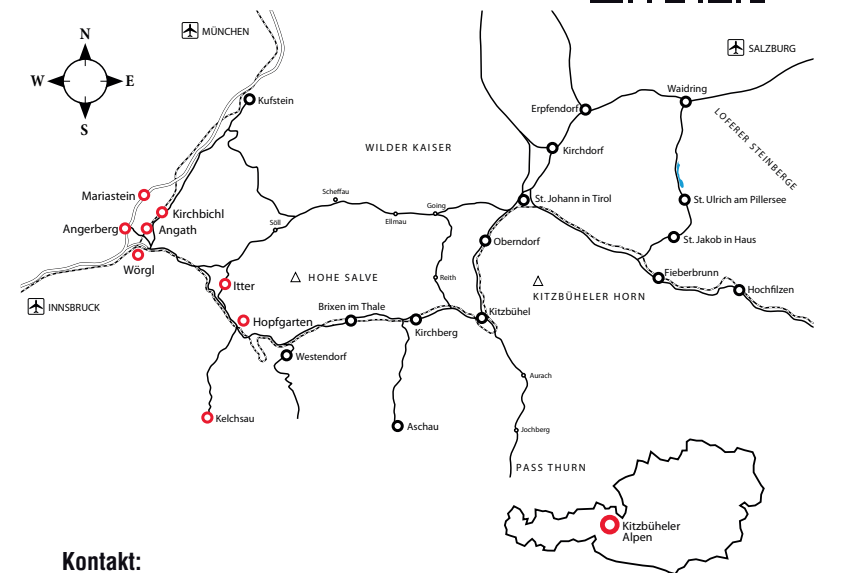 N
W E
S
MÜNCHEN
SALZBURG
Kufstein
Waidring
Erpfendorf
LOFERER STEINBERGE
WILDER KAISER
Kirchdorf
Mariastein
Scheffau
Going
St. Johann in Tirol
St. Ulrich am Pillersee
Kirchbichl
Ellmau
Söll
Angerberg
Angath
Oberndorf
St. Jakob in Haus
Wörgl
Itter
HOHE SALVE
Reith
Fieberbrunn
KITZBÜHELER HORN
Hochfilzen
INNSBRUCK
Brixen im Thale
Kitzbühel
Hopfgarten
Kirchberg
Westendorf
Aurach
Kelchsau
Aschau
Jochberg
PASS THURN
Kitzbüheler
Alpen
Kontakt: